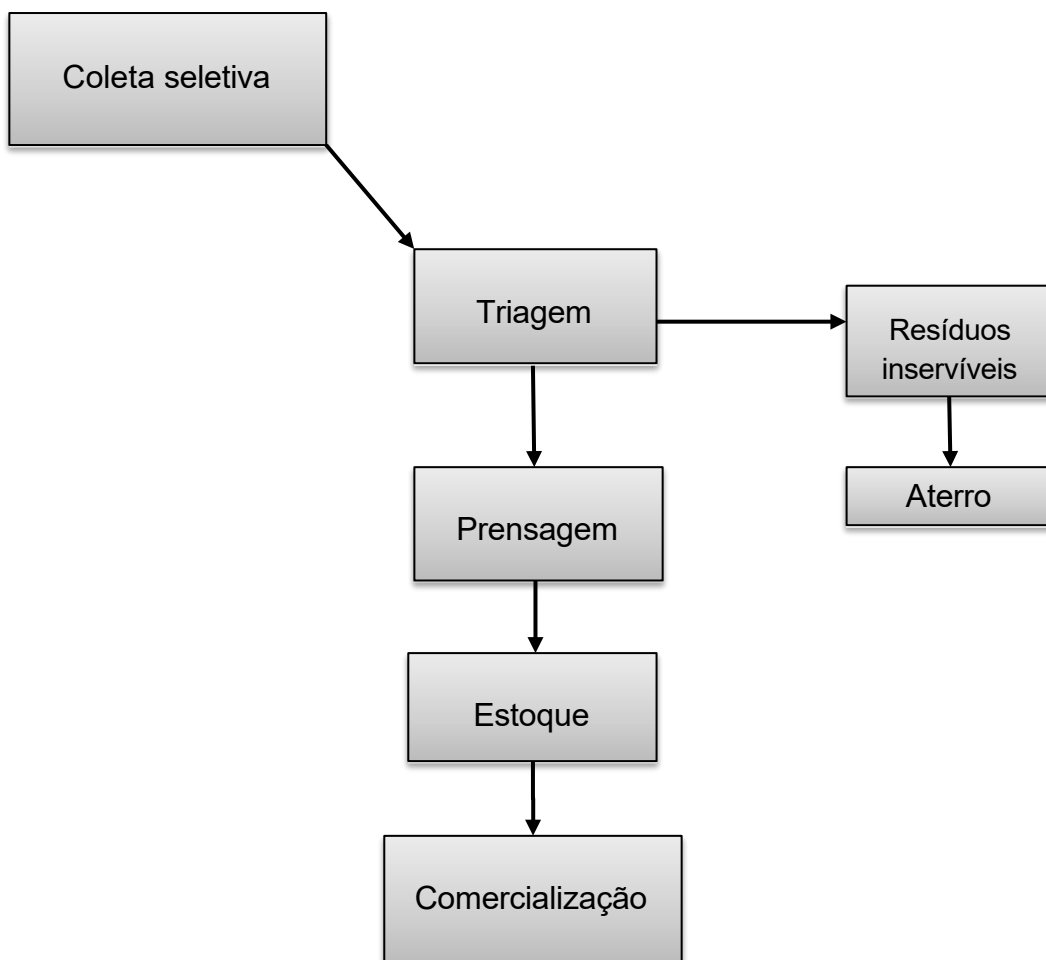 Coleta seletiva
Triagem
Resíduos
inservíveis
Prensagem
Aterro
Estoque
Comercialização